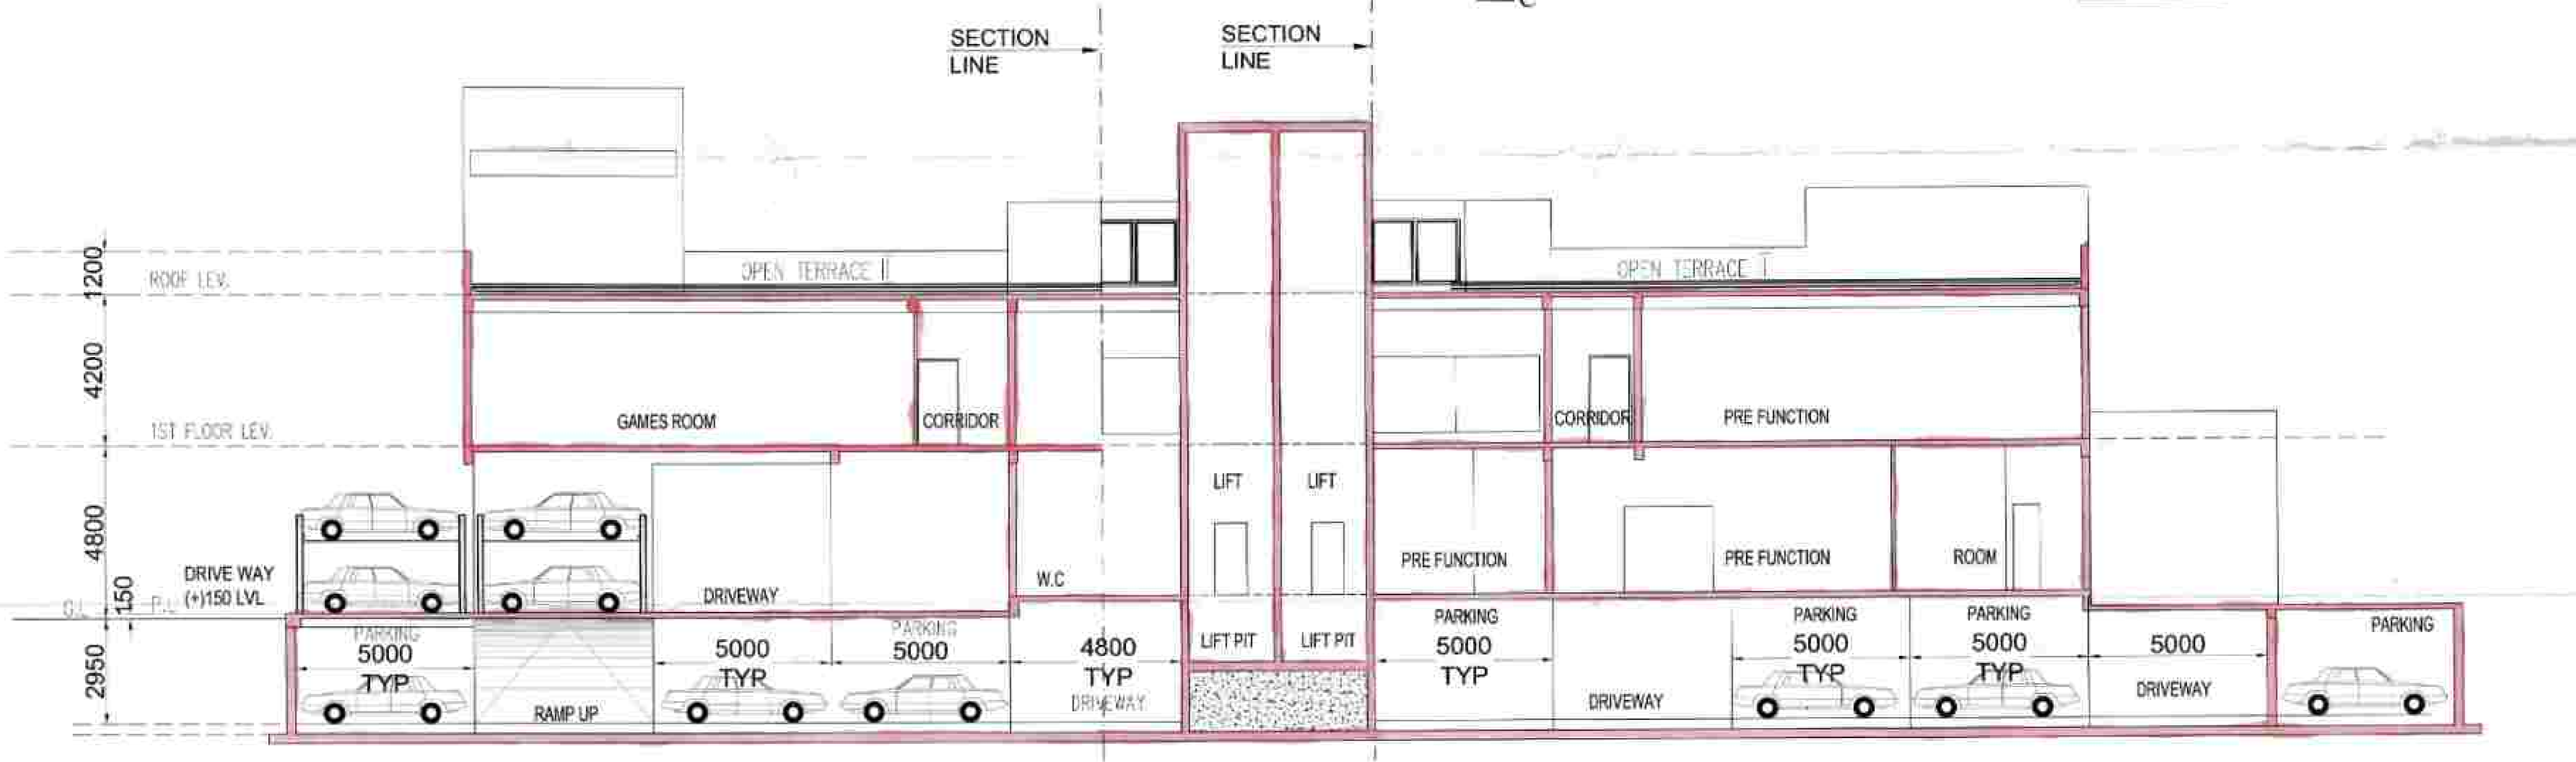 SECTION
LINE
SECTION
LINE
1200
ROOF LEV.
OPEN TERRACE II
OPEN TERRACE I
4200
GAMES ROOM
CORRIDOR
CORRIDOR
PRE FUNCTION
1ST FLOOR LEV.
LIFT
LIFT
4800
DRIVE WAY
(+)150 LVL
150
G.L
P.L
DRIVEWAY
W.C
PRE FUNCTION
PRE FUNCTION
ROOM
2950
PARKING
5000
TYP
RAMP UP
5000
TYP
PARKING
5000
4800
TYP
DRIVEWAY
LIFT PIT
LIFT PIT
PARKING
5000
TYP
DRIVEWAY
PARKING
5000
TYP
PARKING
5000
TYP
5000
DRIVEWAY
PARKING